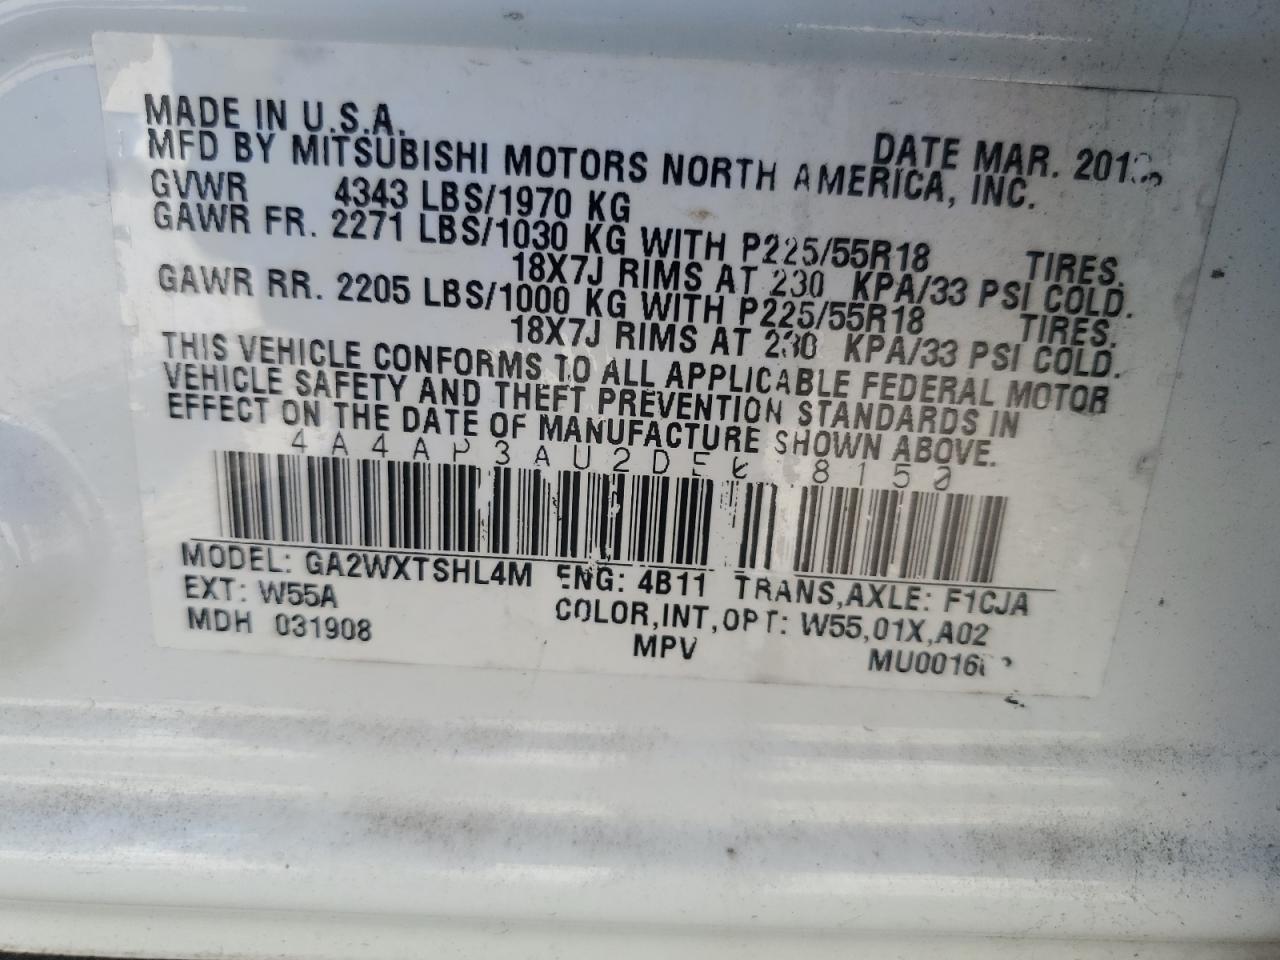 MADE IN U.S.A.
DATE MAR.
MFD BY MITSUBISHI MOTORS NORTH AMERICA, INC.
GVWR 4343 LBS/1970 KG
GAWR FR. 2271 LBS/1030 KG WITH P225/55R18 TIRES.
18X7J RIMS AT 230 KPA/33 PSI COLD.
GAWR RR. 2205 LBS/1000 KG WITH P225/55R18 TIRES.
18X7J RIMS AT 230 KPA/33 PSI COLD.
THIS VEHICLE CONFORMS TO ALL APPLICABLE FEDERAL MOTOR
VEHICLE SAFETY AND THEFT PREVENTION STANDARDS IN
EFFECT ON THE DATE OF MANUFACTURE SHOWN ABOVE.
MODEL: GA2WXTSHL4M ENG: 4B11 TRANS,AXLE: F1CJA
EXT: W55A COLOR,INT,OPT: W55,01X,A02
MDH 031908 MPV